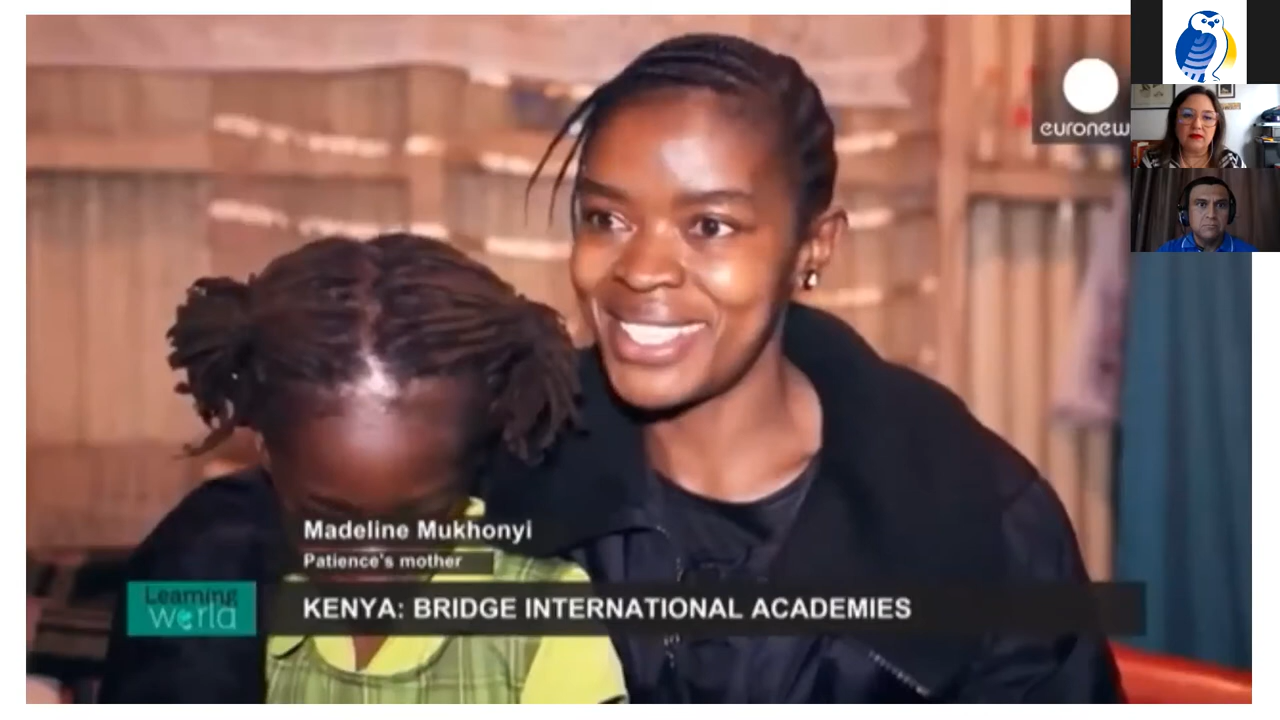 euronew
Madeline Mukhonyi
Patience's mother
Learning
world
KENYA: BRIDGE INTERNATIONAL ACADEMIES